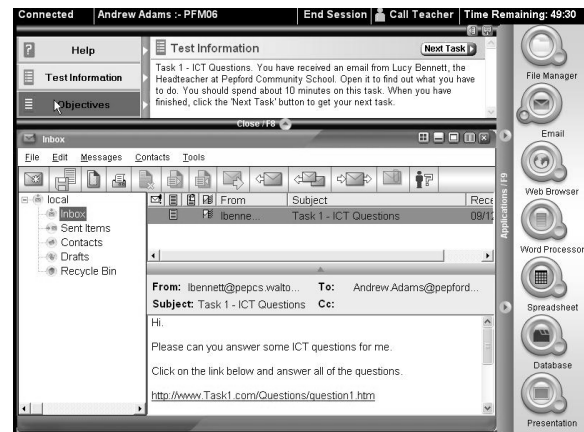 Connected Andrew Adams :- PFM06 End Session Call Teacher Time Remaining: 49:30
Help
Test Information
Objectives
Test Information Next Task
Task 1 - ICT Questions. You have received an email from Lucy Bennett, the
Headteacher at Pepford Community School. Open it to find out what you have
to do. You should spend about 10 minutes on this task. When you have
finished, click the 'Next Task' button to get your next task.
Close / F8
Inbox
File Edit Messages Contacts Tools
local
Inbox
Sent Items
Contacts
Drafts
Recycle Bin
From Subject Rece
lbenne... Task 1 - ICT Questions 09/12
From: lbennett@pepcs.walto... To: Andrew.Adams@pepford...
Subject: Task 1 - ICT Questions Cc:
Hi.
Please can you answer some ICT questions for me.
Click on the link below and answer all of the questions.
http://www.Task1.com/Questions/question1.htm
Applications / F9
File Manager
Email
Web Browser
Word Processor
Spreadsheet
Database
Presentation